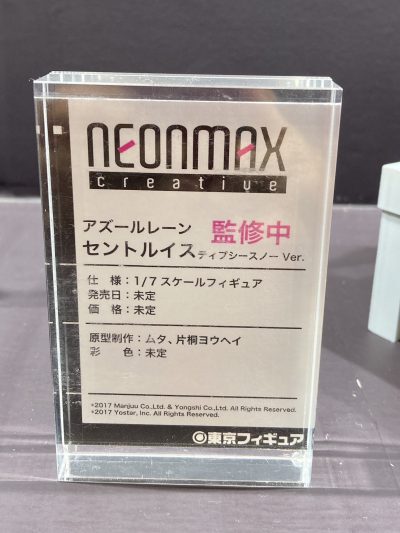 NEONMAX
creative
アズールレーン 監修中
セントルイス ディプシースノー Ver.
仕 様：1/7スケールフィギュア
発売日：未定
価 格：未定
原型制作：ムタ、片桐ヨウヘイ
彩 色：未定
©2017 Manjuu Co.,Ltd. & Yongshi Co.,Ltd. All Rights Reserved.
©2017 Yostar, Inc. All Rights Reserved.
東京フィギュア